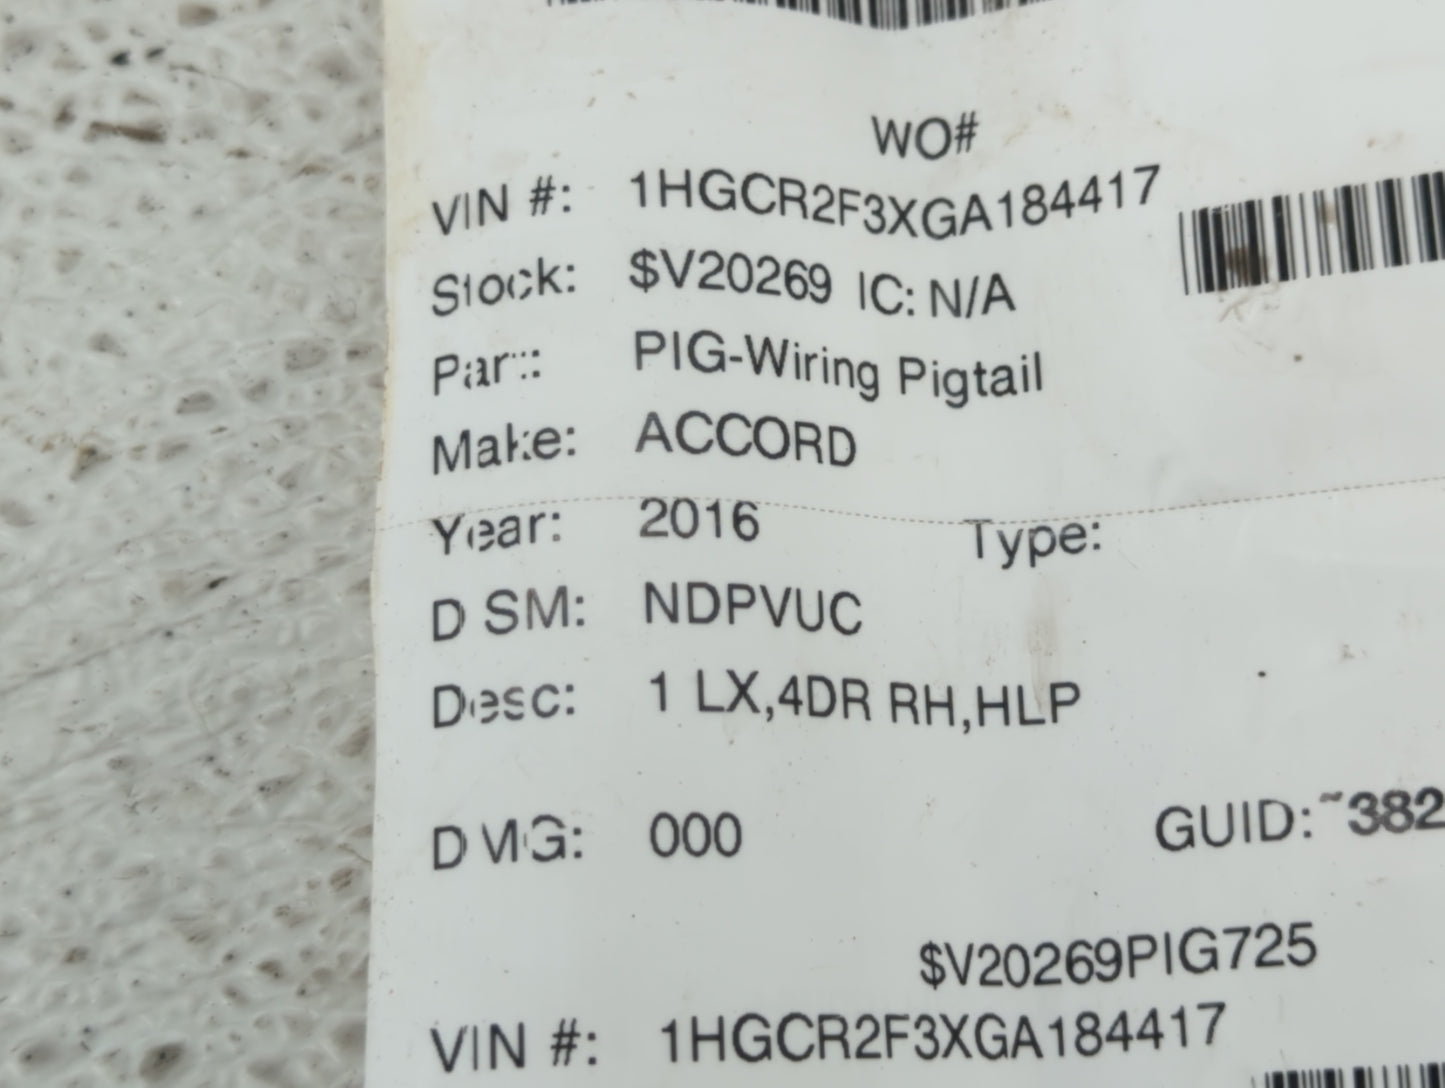 WO#
VIN #: 1HGCR2F3XGA184417
Stock: $V20269 IC: N/A
Part: PIG-Wiring Pigtail
Make: ACCORD
Year: 2016 Type:
DSM: NDPVUC
Desc: 1 LX,4DR RH,HLP
DMG: 000 GUID: ~382
$V20269PIG725
VIN #: 1HGCR2F3XGA184417